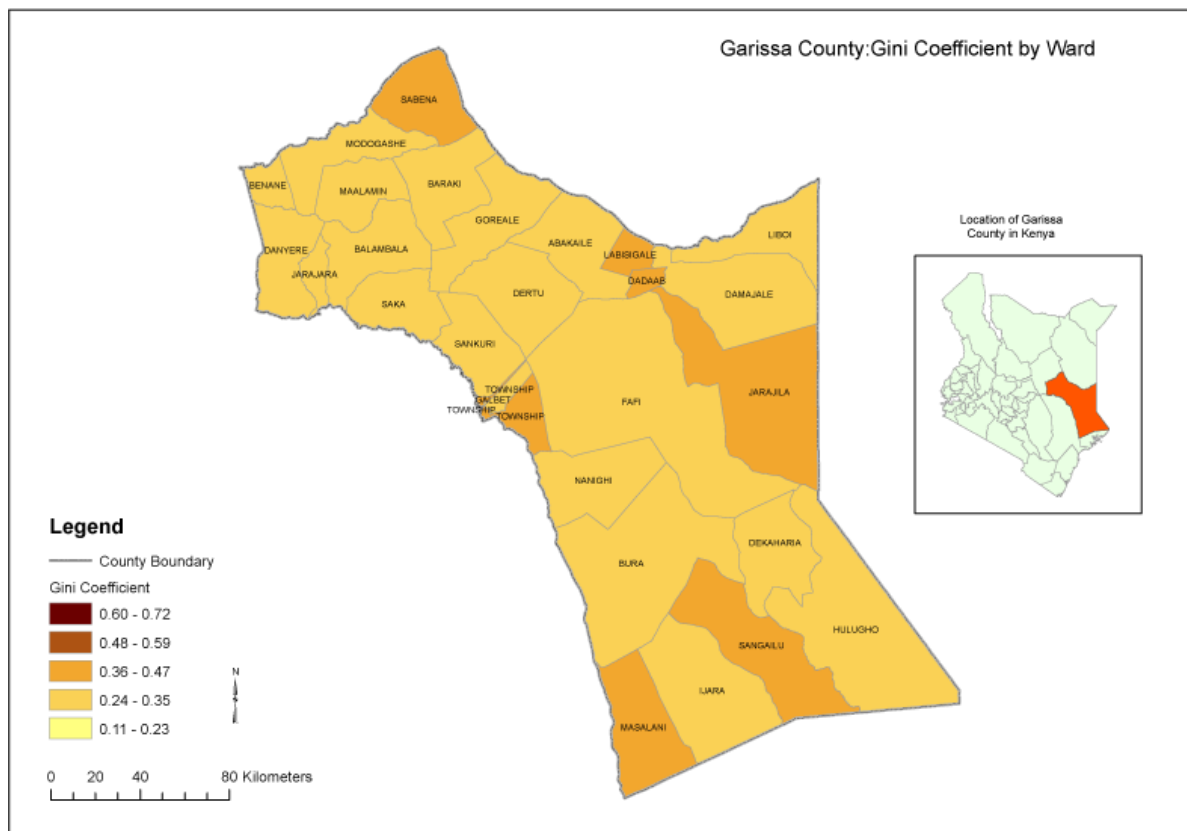 Garissa County:Gini Coefficient by Ward
SABENA
MODOGASHE
BENANE
MAALAMIN
BARAKI
GOREALE
DANYERE
BALAMBALA
ABAKAILE
LABISIGALE
LIBOI
JARAJARA
DADAAB
SAKA
DERTU
DAMAJALE
SANKURI
TOWNSHIP
GALBET
TOWNSHIP
TOWNSHIP
FAFI
JARAJILA
NANIGHI
DEKAHARIA
BURA
HULUGHO
SANGAILU
IJARA
MASALANI
Location of Garissa
County in Kenya
Legend
County Boundary
Gini Coefficient
0.60 - 0.72
0.48 - 0.59
0.36 - 0.47
0.24 - 0.35
0.11 - 0.23
N
0 20 40 80 Kilometers